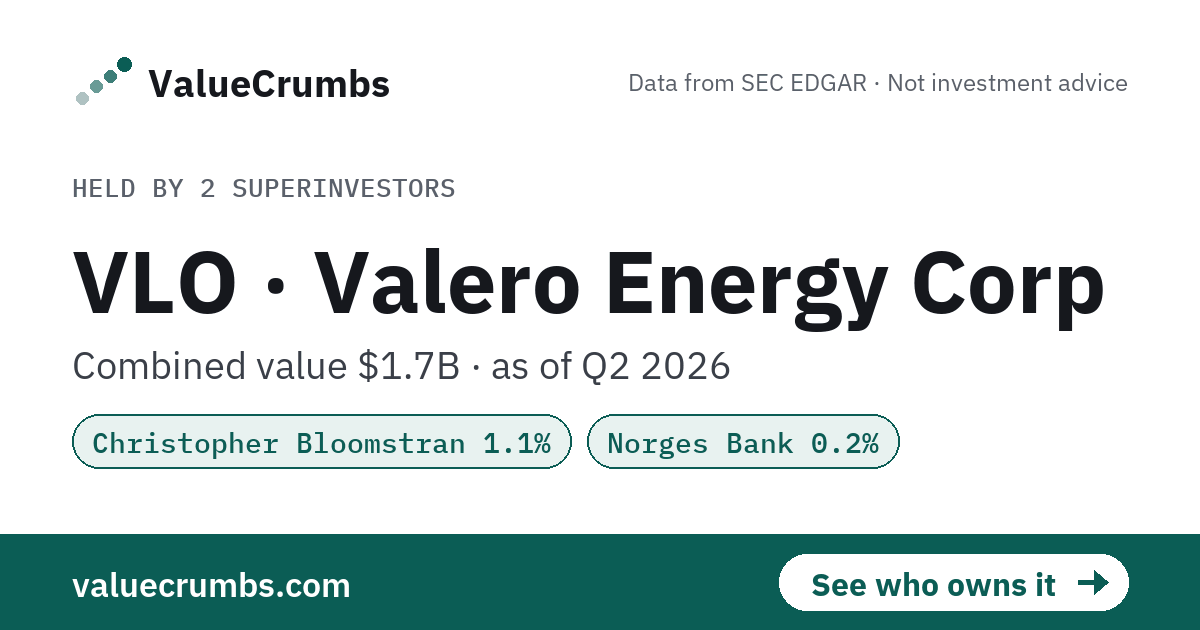 ValueCrumbs
Data from SEC EDGAR · Not investment advice
HELD BY 2 SUPERINVESTORS
VLO · Valero Energy Corp
Combined value $1.7B · as of Q2 2026
Christopher Bloomstran 1.1%
Norges Bank 0.2%
valuecrumbs.com
See who owns it →